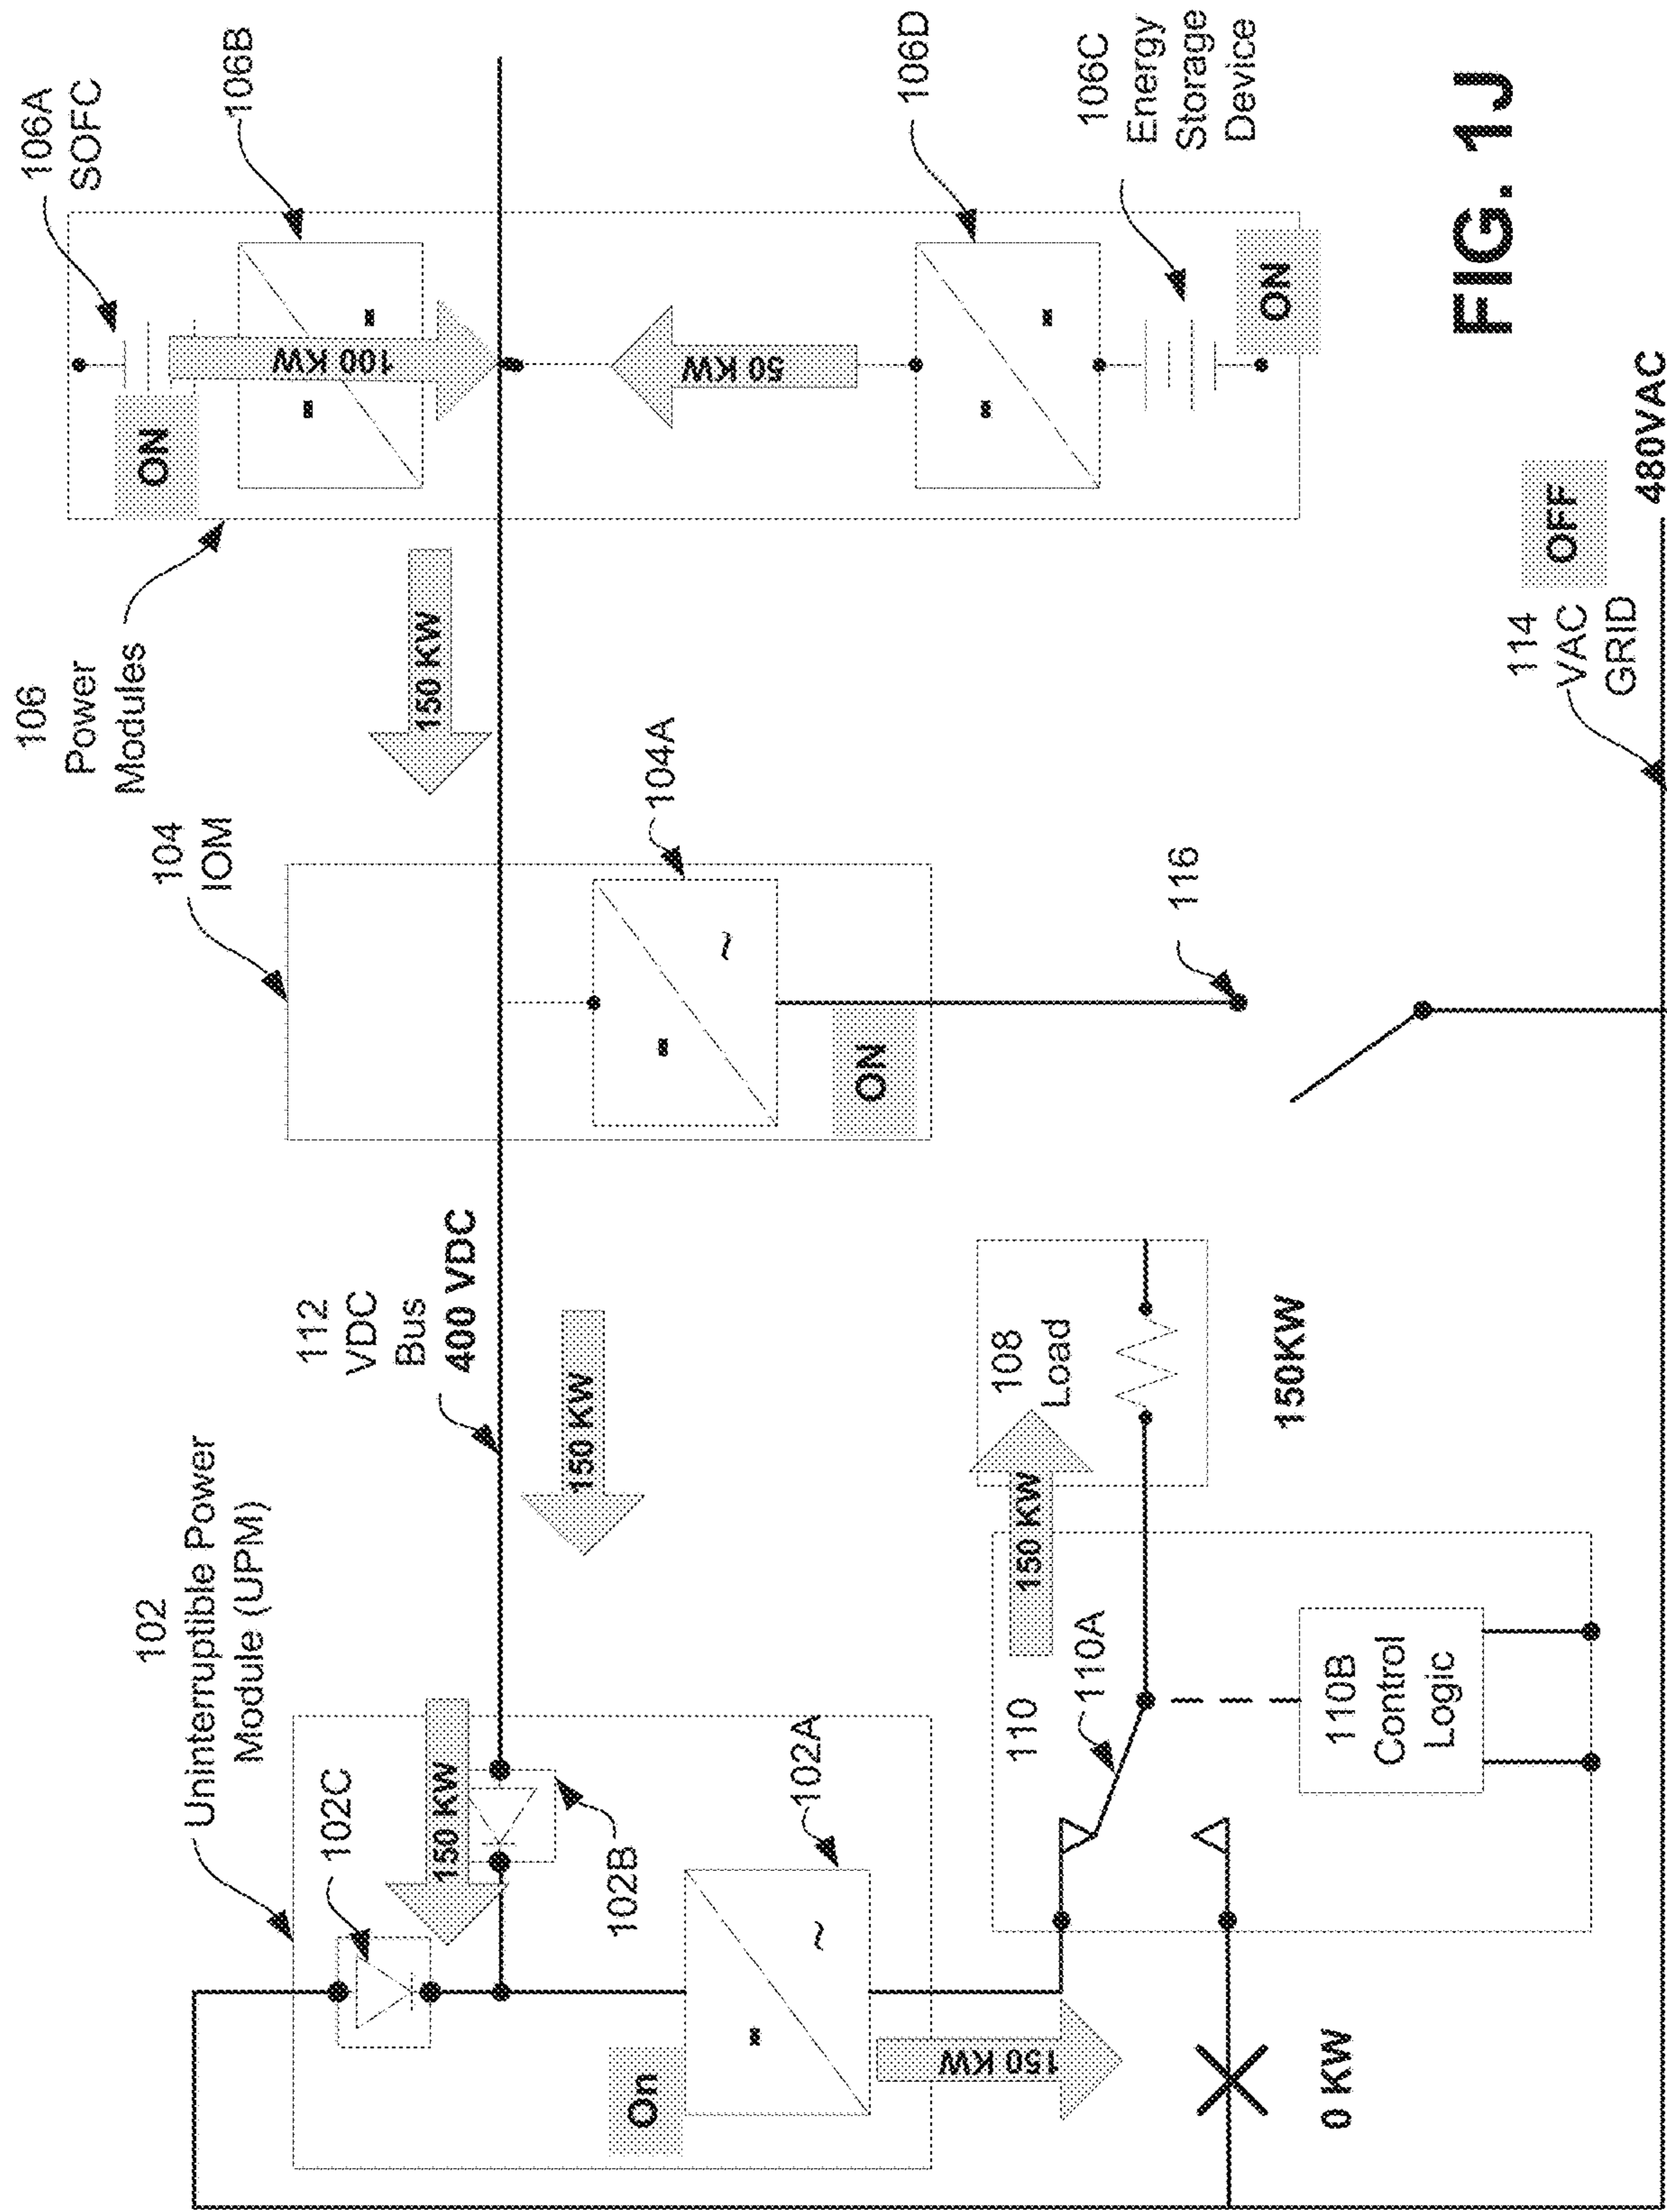 102
Uninterruptible Power
Module (UPM)
102C
150 KW
102B
On
102A
150 KW
112
VDC
Bus
400 VDC
150 KW
104
IOM
104A
ON
116
106
Power
Modules
150 KW
106A
SOFC
ON
100 KW
106B
50 KW
106D
106C
Energy
Storage
Device
ON
110
110A
150 KW
108
Load
150KW
110B
Control
Logic
0 KW
114
VAC
GRID
OFF
480VAC
FIG. 1J